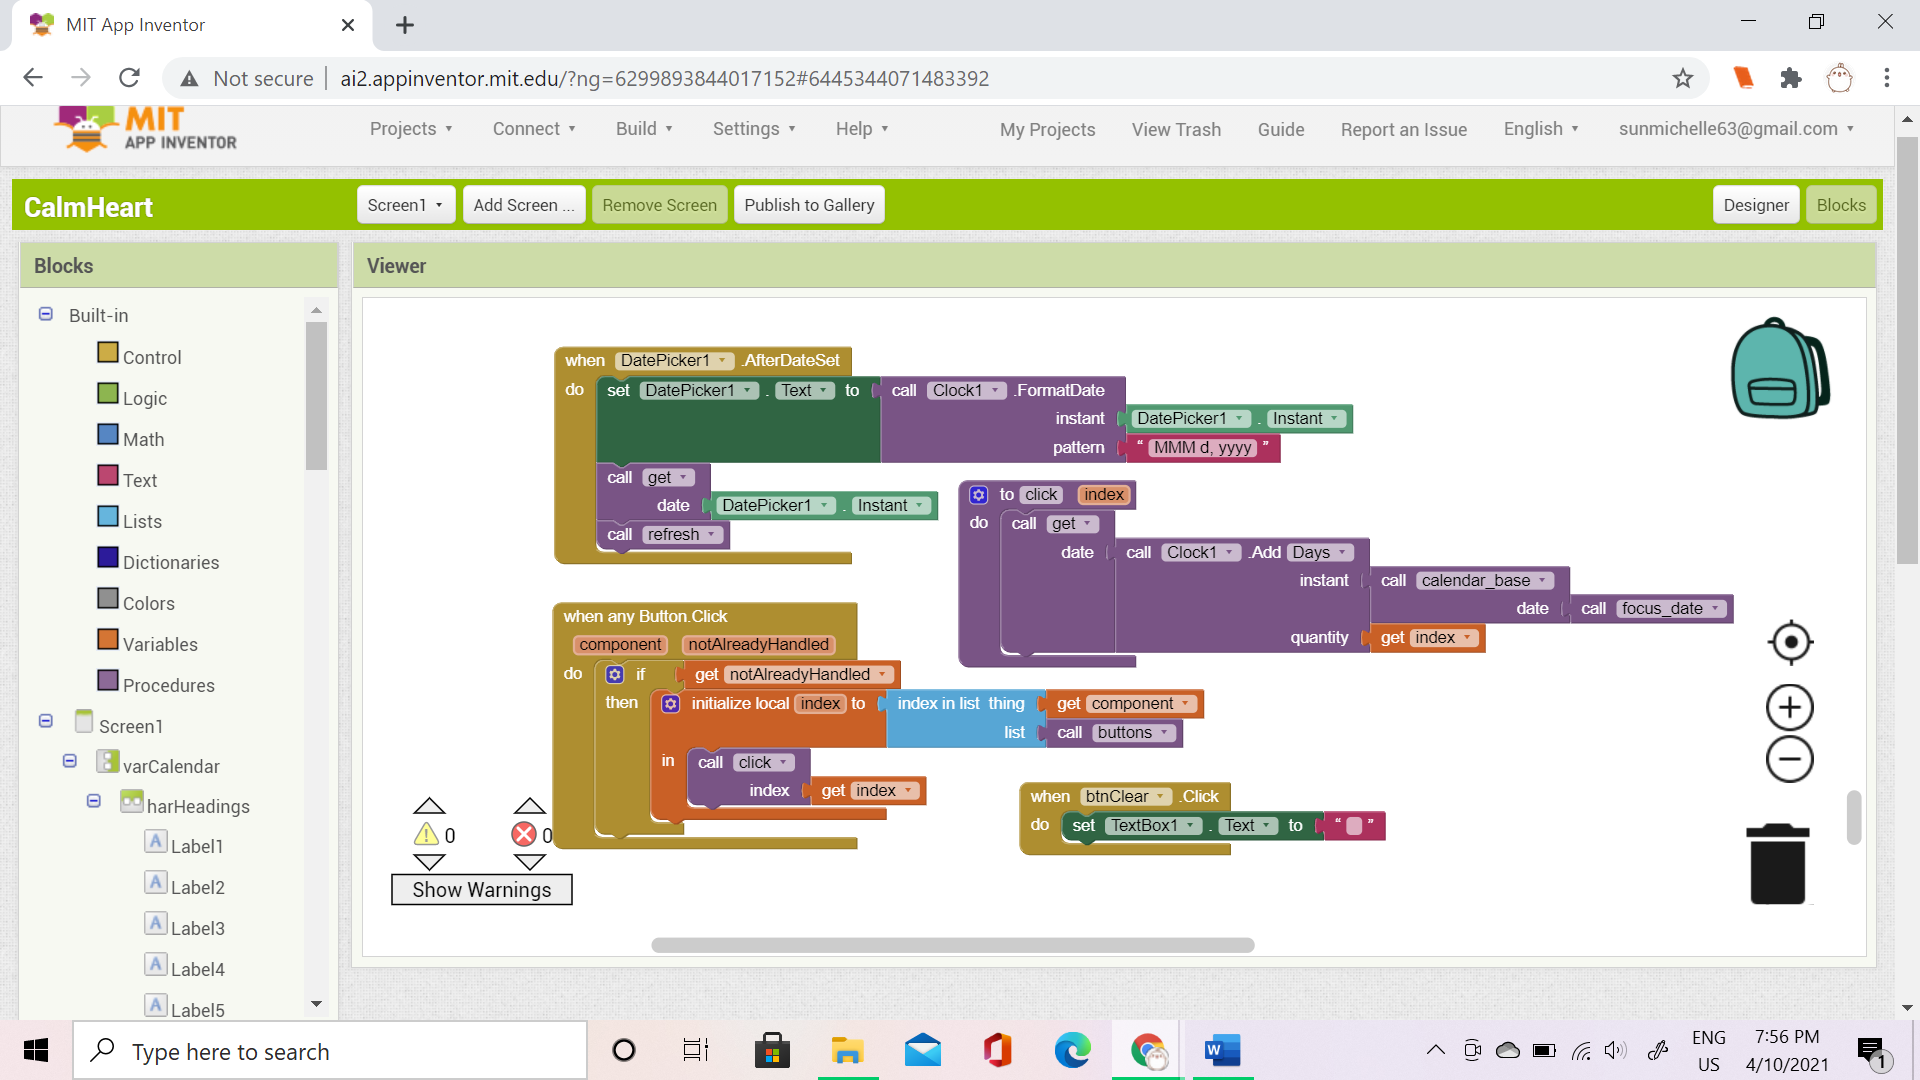 MIT App Inventor
Not secure
ai2.appinventor.mit.edu/?ng=6299893844017152#6445344071483392
MIT
APP INVENTOR
Projects
Connect
Build
Settings
Help
My Projects
View Trash
Guide
Report an Issue
English
sunmichelle63@gmail.com
CalmHeart
Screen1
Add Screen ...
Remove Screen
Publish to Gallery
Designer
Blocks
Blocks
Viewer
Built-in
Control
Logic
Math
Text
Lists
Dictionaries
Colors
Variables
Procedures
Screen1
varCalendar
harHeadings
Label1
Label2
Label3
Label4
Label5
when DatePicker1 .AfterDateSet
do set DatePicker1 . Text to call Clock1 .FormatDate
instant DatePicker1 . Instant
pattern “ MMM d, yyyy ”
call get
date DatePicker1 . Instant
call refresh
to click index
do call get
date call Clock1 .Add Days
instant call calendar_base
date call focus_date
quantity get index
when any Button.Click
component notAlreadyHandled
do if get notAlreadyHandled
then initialize local index to index in list thing get component
list call buttons
in call click
index get index
when btnClear .Click
do set TextBox1 . Text to “ ”
0
0
Show Warnings
Type here to search
ENG
US
7:56 PM
4/10/2021
1